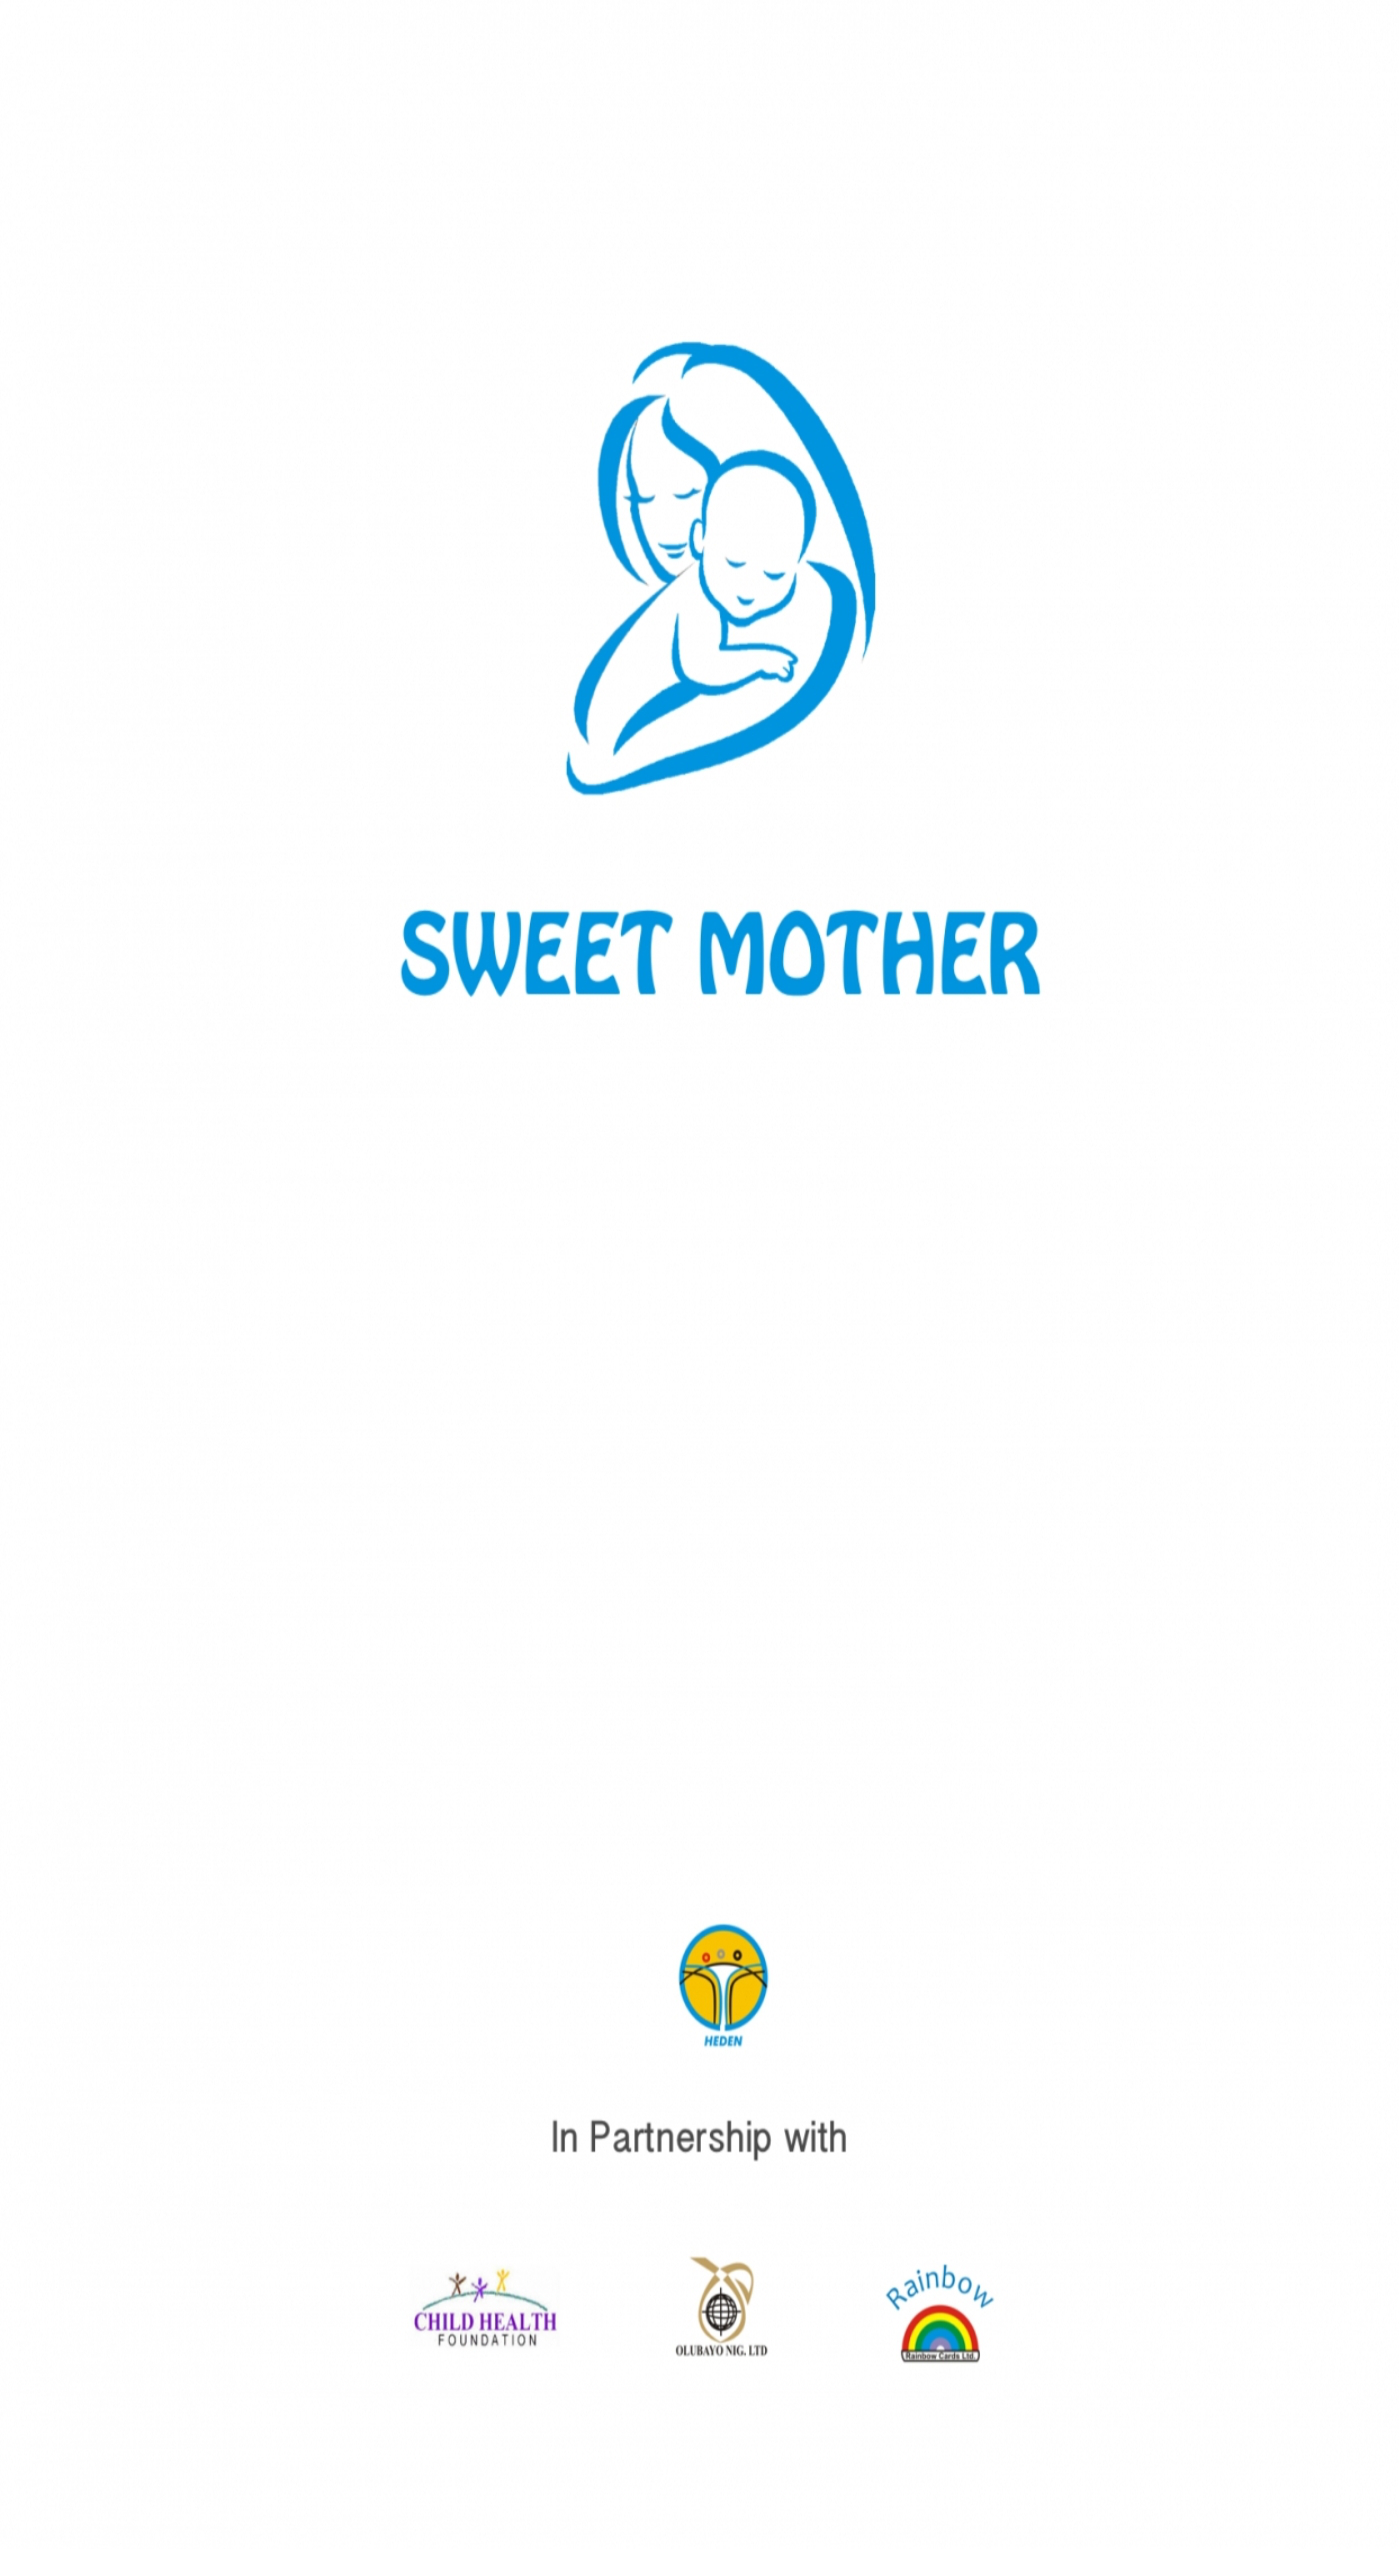 SWEET MOTHER
HEDEN
In Partnership with
CHILD HEALTH
FOUNDATION
OLUBAYO NIG. LTD
Rainbow
Rainbow Cards Ltd.